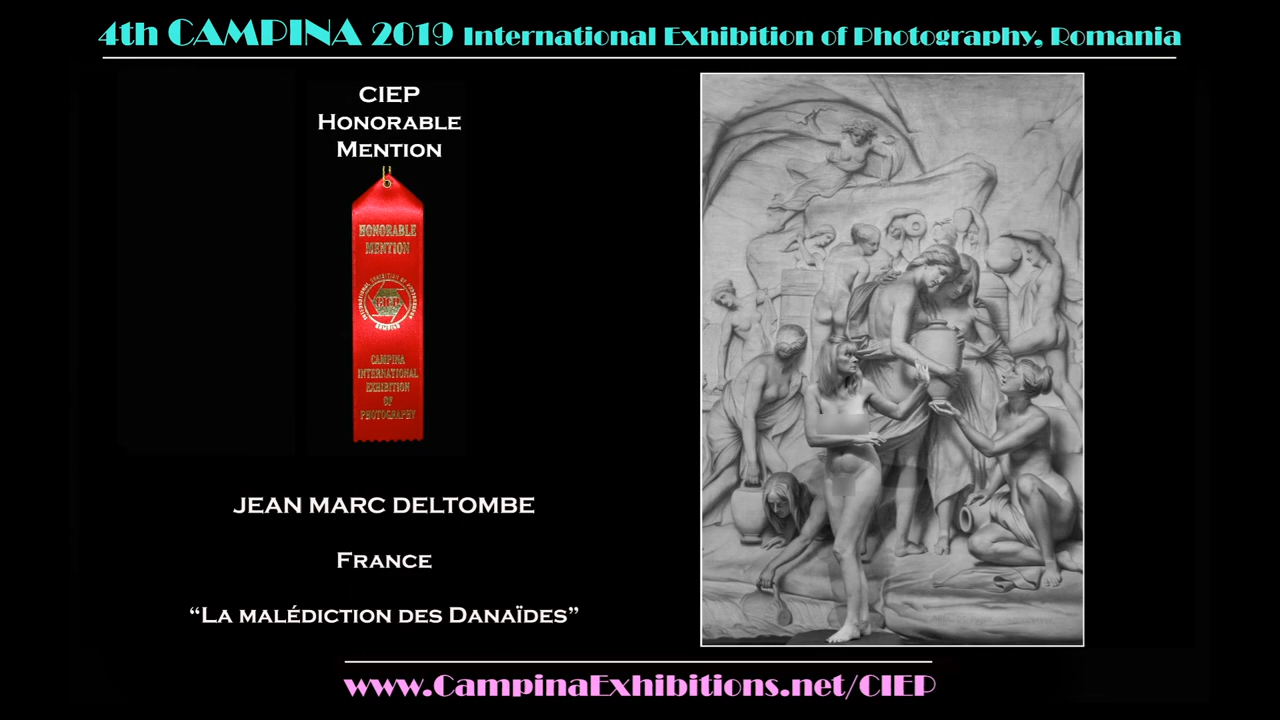 4th CAMPINA 2019 International Exhibition of Photography, Romania
CIEP
Honorable
Mention
HONORABLE
MENTION
CIEP
CAMPINA
INTERNATIONAL
EXHIBITION
OF
PHOTOGRAPHY
JEAN MARC DELTOMBE
France
“La malédiction des Danaïdes”
www.CampinaExhibitions.net/CIEP